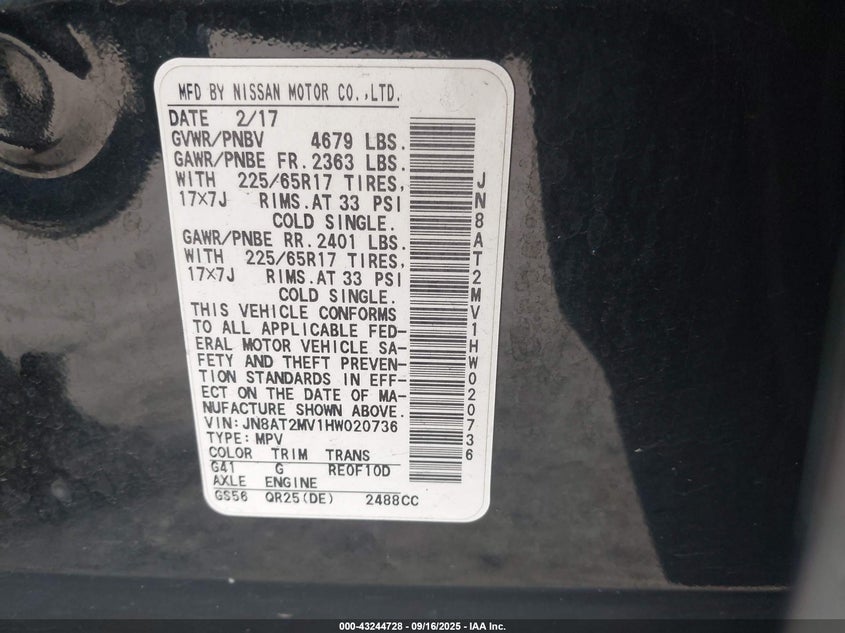 MFD BY NISSAN MOTOR CO.,LTD.
DATE 2/17
GVWR/PNBV 4679 LBS.
GAWR/PNBE FR. 2363 LBS.
WITH 225/65R17 TIRES,
17×7J RIMS. AT 33 PSI
COLD SINGLE.
GAWR/PNBE RR. 2401 LBS.
WITH 225/65R17 TIRES,
17×7J RIMS. AT 33 PSI
COLD SINGLE.
THIS VEHICLE CONFORMS
TO ALL APPLICABLE FED-
ERAL MOTOR VEHICLE SA-
FETY AND THEFT PREVEN-
TION STANDARDS IN EFF-
ECT ON THE DATE OF MA-
NUFACTURE SHOWN ABOVE.
VIN: JN8AT2MV1HW020736
TYPE: MPV
COLOR TRIM TRANS
G41 G RE0F10D
AXLE ENGINE
GS56 QR25(DE) 2488CC
JN8AT2MV1HW020736
000-43244728 - 09/16/2025 - IAA Inc.